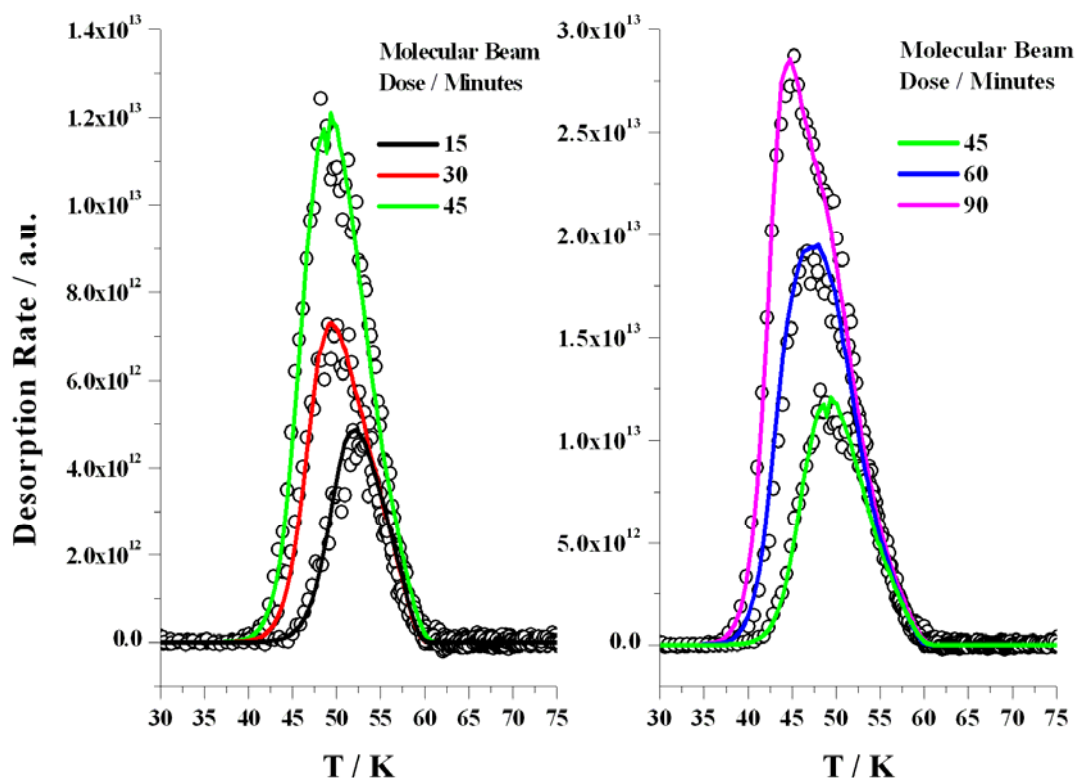 Desorption Rate / a.u.
1.4x10¹³
1.2x10¹³
1.0x10¹³
8.0x10¹²
6.0x10¹²
4.0x10¹²
2.0x10¹²
0.0
Molecular Beam
Dose / Minutes
15
30
45
30 35 40 45 50 55 60 65 70 75
T / K
3.0x10¹³
2.5x10¹³
2.0x10¹³
1.5x10¹³
1.0x10¹³
5.0x10¹²
0.0
Molecular Beam
Dose / Minutes
45
60
90
30 35 40 45 50 55 60 65 70 75
T / K